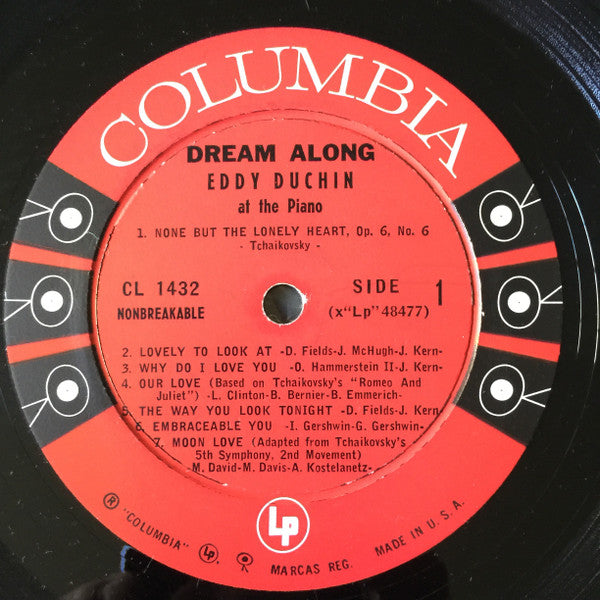 COLUMBIA
DREAM ALONG
EDDY DUCHIN
at the Piano
1. NONE BUT THE LONELY HEART, Op. 6, No. 6
- Tchaikovsky -
CL 1432
NONBREAKABLE
SIDE 1
(x"Lp" 48477)
2. LOVELY TO LOOK AT -D. Fields-J. McHugh-J. Kern-
3. WHY DO I LOVE YOU -O. Hammerstein II-J. Kern-
4. OUR LOVE (Based on Tchaikovsky's "Romeo And
Juliet") -L. Clinton-B. Bernier-B. Emmerich-
5. THE WAY YOU LOOK TONIGHT -D. Fields-J. Kern
6. EMBRACEABLE YOU -I. Gershwin-G. Gershwin-
7. MOON LOVE (Adapted from Tchaikovsky's
5th Symphony, 2nd Movement)
-M. David-M. Davis-A. Kostelanetz-
Lp
® "COLUMBIA" Lp, MARCAS REG. MADE IN U.S.A.